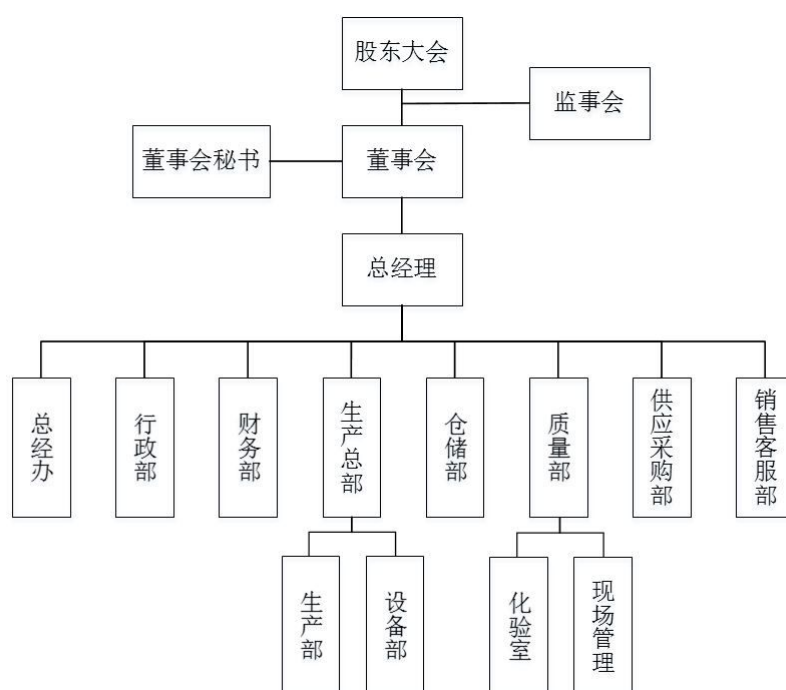 股东大会
监事会
董事会秘书
董事会
总经理
总经办
行政部
财务部
生产总部
仓储部
质量部
供应采购部
销售客服部
生产部
设备部
化验室
现场管理